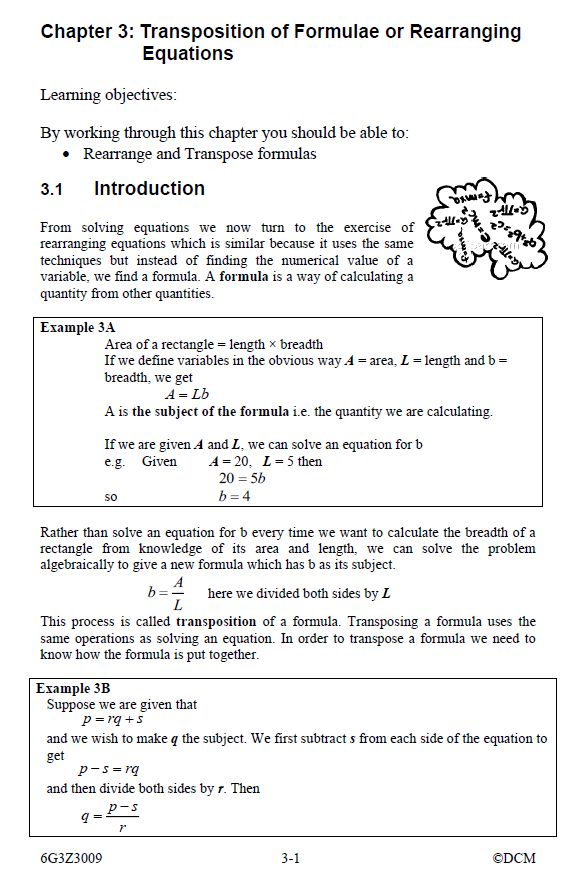 Chapter 3: Transposition of Formulae or Rearranging
Equations
Learning objectives:
By working through this chapter you should be able to:
• Rearrange and Transpose formulas
3.1 Introduction
From solving equations we now turn to the exercise of
rearranging equations which is similar because it uses the same
techniques but instead of finding the numerical value of a
variable, we find a formula. A formula is a way of calculating a
quantity from other quantities.
Example 3A
Area of a rectangle = length × breadth
If we define variables in the obvious way A = area, L = length and b =
breadth, we get
A = Lb
A is the subject of the formula i.e. the quantity we are calculating.
If we are given A and L, we can solve an equation for b
e.g. Given A = 20, L = 5 then
20 = 5b
so b = 4
Rather than solve an equation for b every time we want to calculate the breadth of a
rectangle from knowledge of its area and length, we can solve the problem
algebraically to give a new formula which has b as its subject.
b = A/L here we divided both sides by L
This process is called transposition of a formula. Transposing a formula uses the
same operations as solving an equation. In order to transpose a formula we need to
know how the formula is put together.
Example 3B
Suppose we are given that
p = rq + s
and we wish to make q the subject. We first subtract s from each side of the equation to
get
p − s = rq
and then divide both sides by r. Then
q = p − s / r
6G3Z3009 3-1 ©DCM